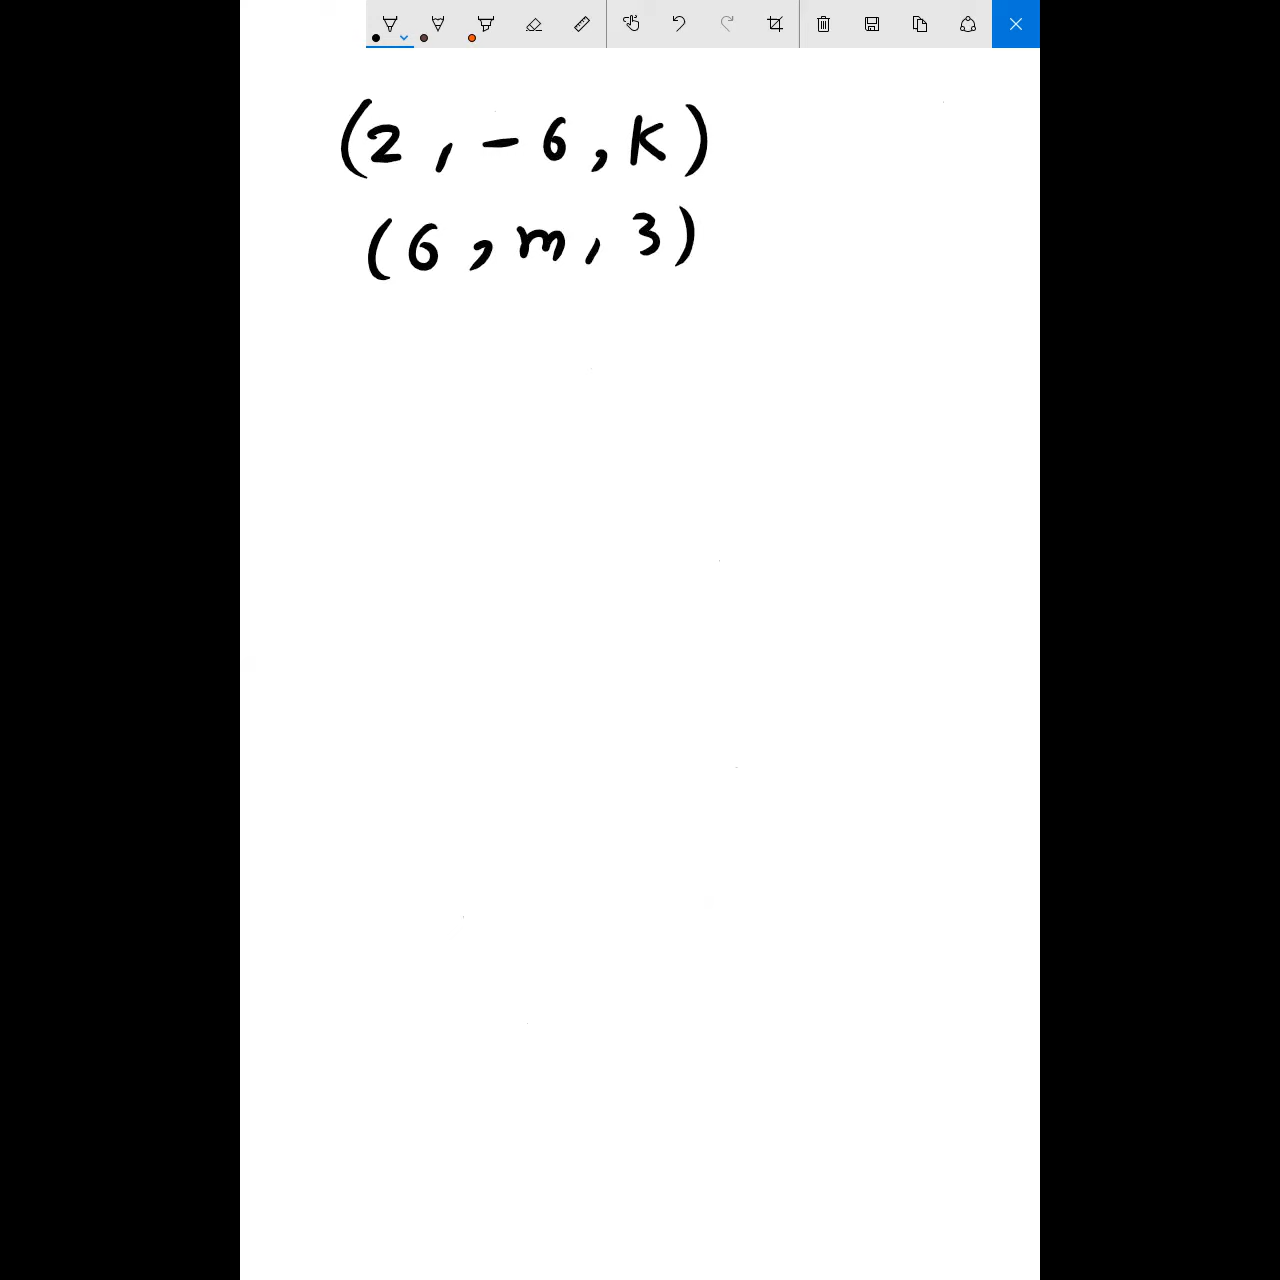 (2, -6, K)
(6, m, 3)